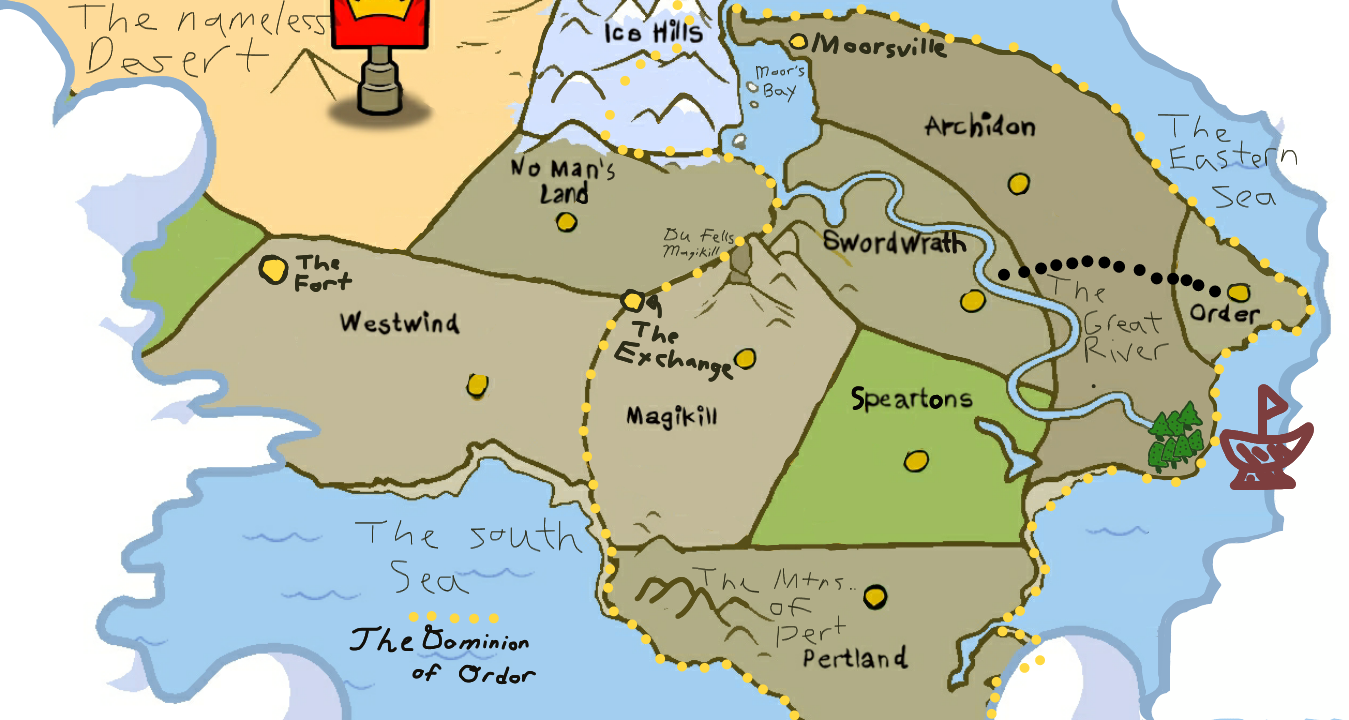 The nameless
Desert
Ice Hills
Moorsville
Moor's
Bay
Archidon
The
Eastern
Sea
No Man's
Land
Du Fells
Magikill
Swordwrath
The
Fort
Westwind
The
Exchange
The
Great
River
Order
Magikill
Speartons
The south
Sea
The Dominion
of Ordor
The Mtns..
of
Pert
Pertland